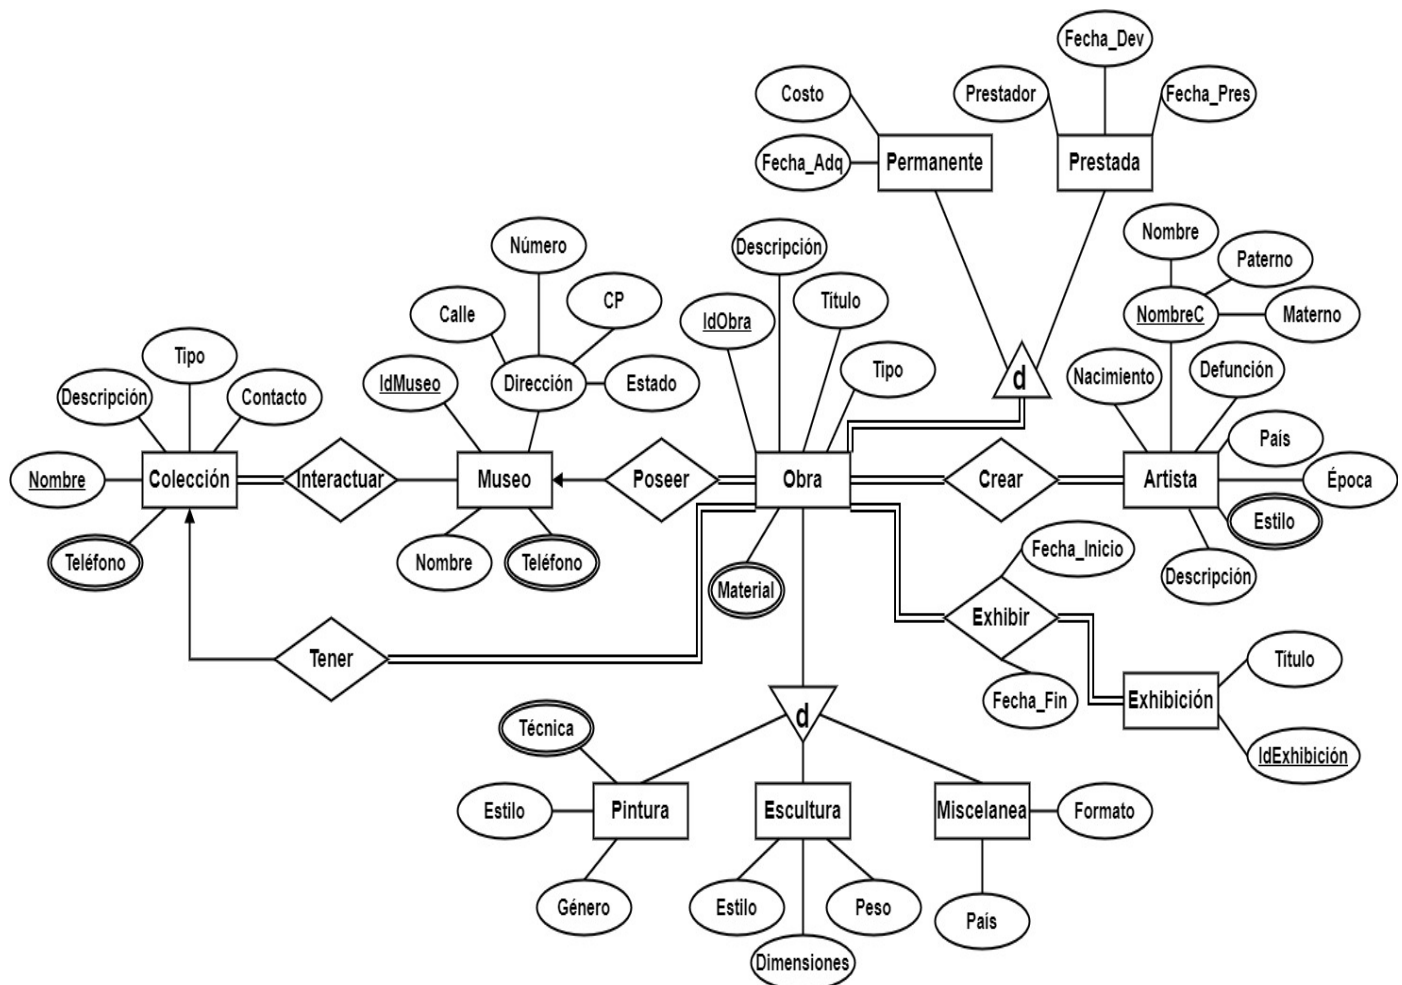 Fecha_Dev
Costo
Prestador
Fecha_Pres
Fecha_Adq
Permanente
Prestada
Nombre
Número
Descripción
Paterno
Calle
CP
IdObra
Título
NombreC
Materno
Tipo
IdMuseo
Dirección
Estado
Tipo
Descripción
Contacto
d
Nacimiento
Defunción
País
Nombre
Colección
Interactuar
Museo
Poseer
Obra
Crear
Artista
Época
Estilo
Teléfono
Nombre
Teléfono
Material
Fecha_Inicio
Descripción
Exhibir
Tener
Título
Fecha_Fin
Exhibición
d
Técnica
IdExhibición
Estilo
Pintura
Escultura
Miscelanea
Formato
Género
Estilo
Peso
País
Dimensiones